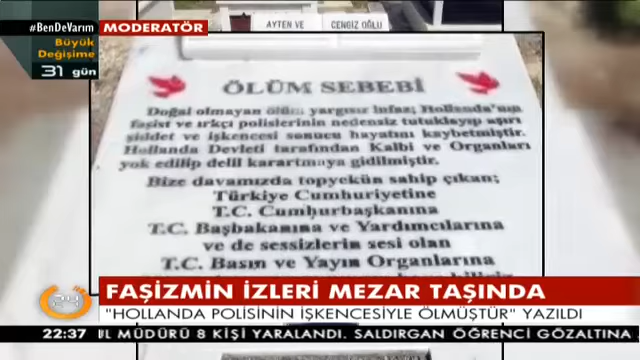 #BenDeVarım
Büyük
Değişime
31 gün
MODERATÖR
AYTEN VE CENGİZ OĞLU
ÖLÜM SEBEBİ
Doğal olmayan ölüm yargısız infaz; Hollanda'nın
faşist ve ırkçı polislerinin nedensiz tutuklayıp aşırı
şiddet ve işkencesi sonucu hayatını kaybetmiştir.
Hollanda Devleti tarafından Kalbi ve Organları
yok edilip delil karartmaya gidilmiştir.
Bize davamızda topyekün sahip çıkan;
Türkiye Cumhuriyetine
T.C. Cumhurbaşkanına
T.C. Başbakanına ve Yardımcılarına
ve de sessizlerin sesi olan
T.C. Basın ve Yayın Organlarına
24
FAŞİZMİN İZLERİ MEZAR TAŞINDA
"HOLLANDA POLİSİNİN İŞKENCESİYLE ÖLMÜŞTÜR" YAZILDI
22:37 BL MÜDÜRÜ 8 KİŞİ YARALANDI. SALDIRGAN ÖĞRENCİ GÖZALTINA